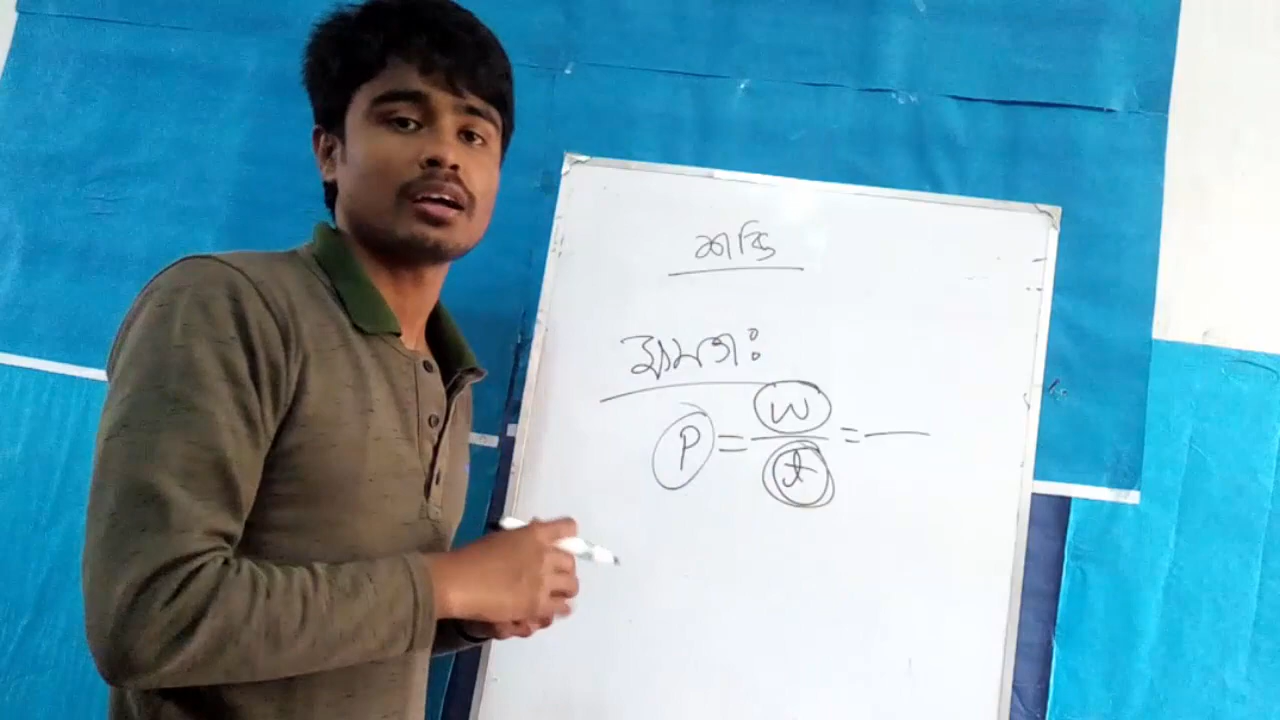 শক্তি
ক্ষমতাঃ
P = W/t = —